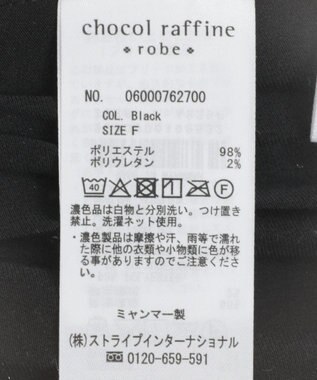 chocol raffine
robe
NO. 06000762700
COL. Black
SIZE F
ポリエステル 98%
ポリウレタン 2%
40 F
濃色品は白物と分別洗い。つけ置き
禁止。洗濯ネット使用。
・濃色製品は摩擦や汗、雨等で濡れ
た際に他の衣類や小物類に色が移
る事がありますのでご注意くださ
い。
ミャンマー製
(株)ストライプインターナショナル
0120-659-591